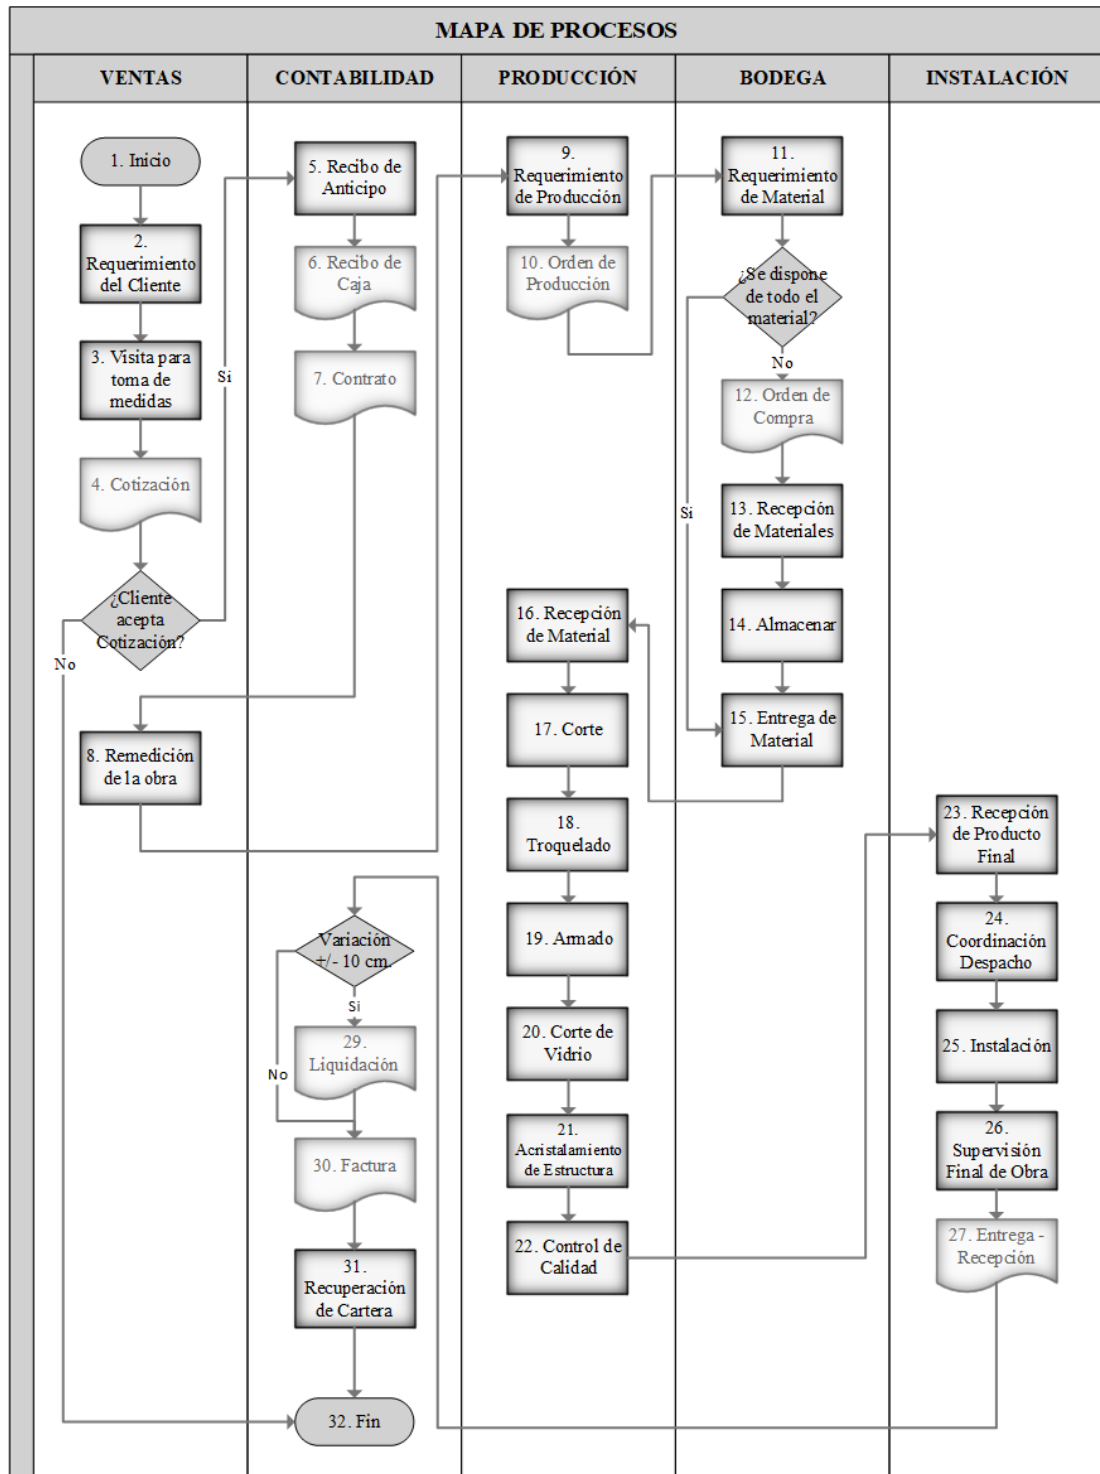 MAPA DE PROCESOS
VENTAS
CONTABILIDAD
PRODUCCIÓN
BODEGA
INSTALACIÓN
1. Inicio
2.
Requerimiento
del Cliente
3. Visita para
toma de
medidas
4. Cotización
¿Cliente
acepta
Cotización?
Si
No
8. Remedición
de la obra
5. Recibo de
Anticipo
6. Recibo de
Caja
7. Contrato
Variación
+/- 10 cm.
Si
No
29.
Liquidación
30. Factura
31.
Recuperación
de Cartera
32. Fin
9.
Requerimiento
de Producción
10. Orden de
Producción
16. Recepción
de Material
17. Corte
18.
Troquelado
19. Armado
20. Corte de
Vidrio
21.
Acristalamiento
de Estructura
22. Control de
Calidad
11.
Requerimiento
de Material
¿Se dispone
de todo el
material?
No
Si
12. Orden de
Compra
13. Recepción
de Materiales
14. Almacenar
15. Entrega de
Material
23. Recepción
de Producto
Final
24.
Coordinación
Despacho
25. Instalación
26.
Supervisión
Final de Obra
27. Entrega -
Recepción